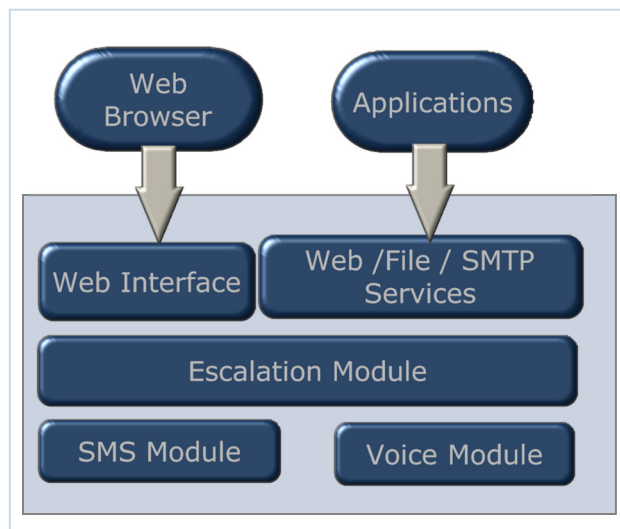 Web
Browser
Applications
Web Interface
Web /File / SMTP
Services
Escalation Module
SMS Module
Voice Module